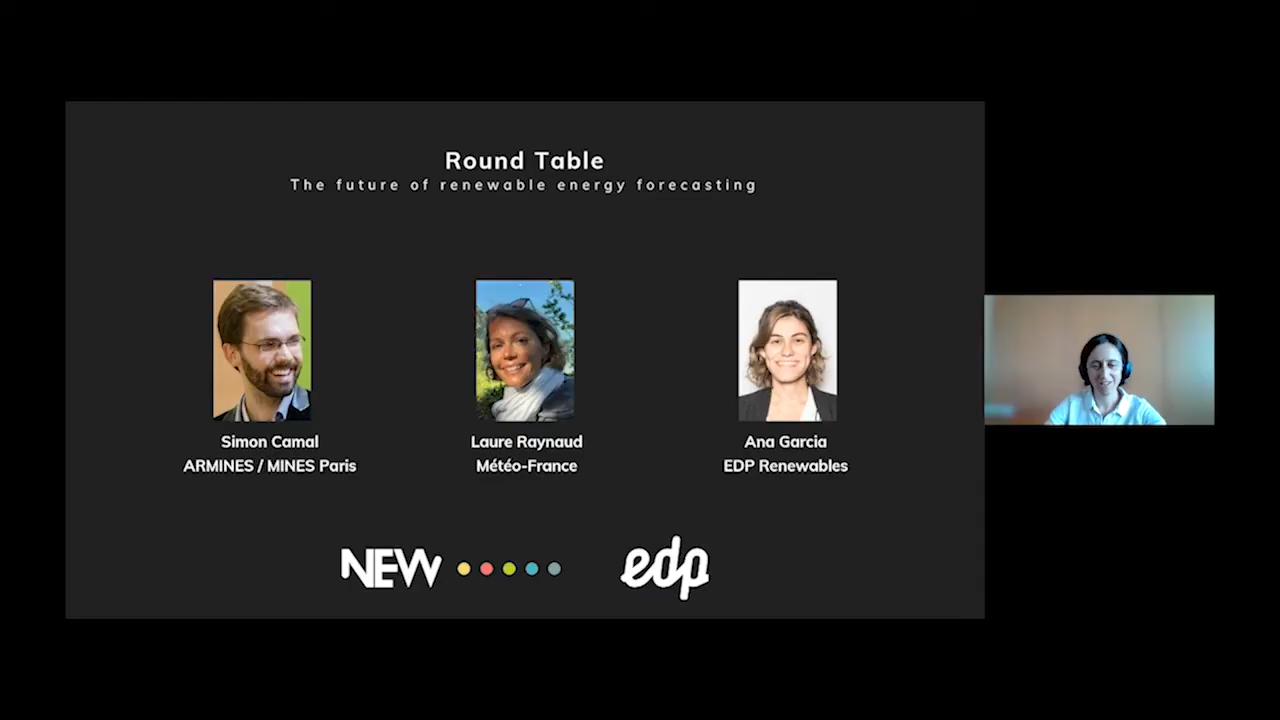 Round Table
The future of renewable energy forecasting
Simon Camal
ARMINES / MINES Paris
Laure Raynaud
Météo-France
Ana Garcia
EDP Renewables
NEW
edp